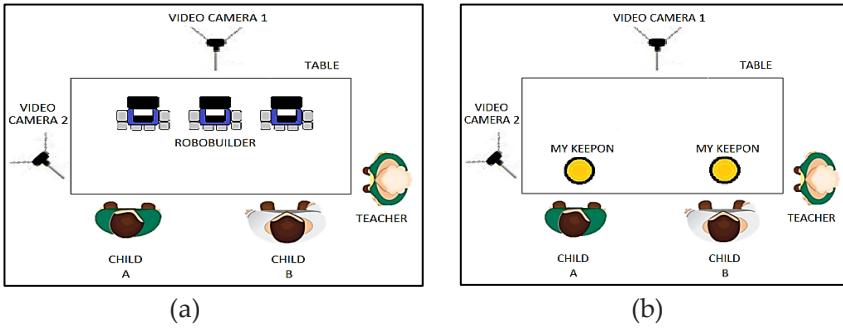 VIDEO CAMERA 1
TABLE
VIDEO
CAMERA 2
ROBOBUILDER
TEACHER
CHILD
A
CHILD
B
(a)
VIDEO CAMERA 1
TABLE
VIDEO
CAMERA 2
MY KEEPON
MY KEEPON
TEACHER
CHILD
A
CHILD
B
(b)